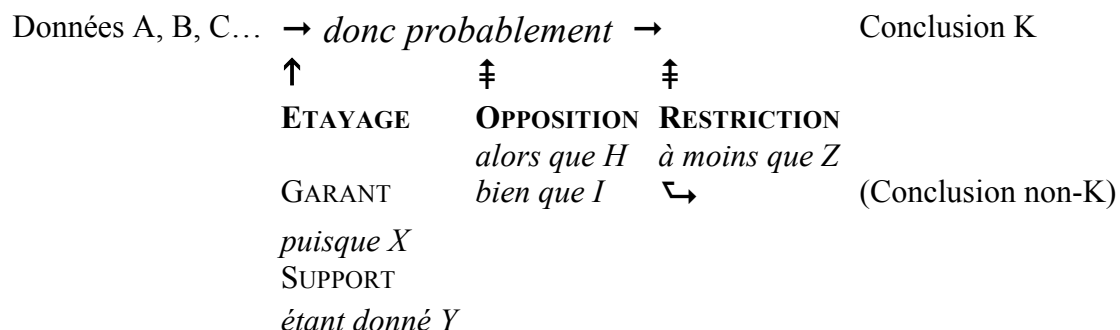 Données A, B, C… → donc probablement → Conclusion K
↑ ⤉ ⤉
ETAYAGE OPPOSITION RESTRICTION
alors que H à moins que Z
GARANT bien que I ↪ (Conclusion non-K)
puisque X
SUPPORT
étant donné Y